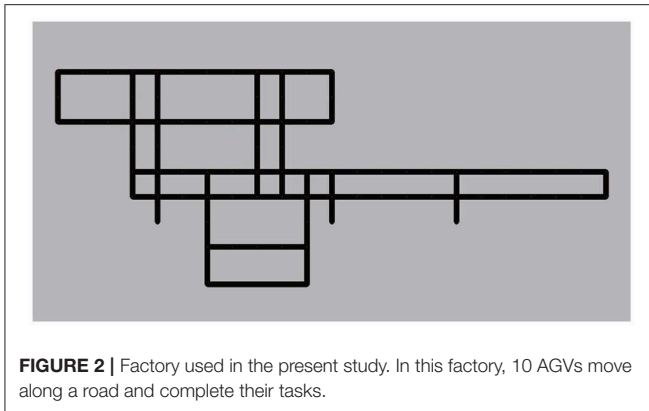 FIGURE 2 | Factory used in the present study. In this factory, 10 AGVs move
along a road and complete their tasks.